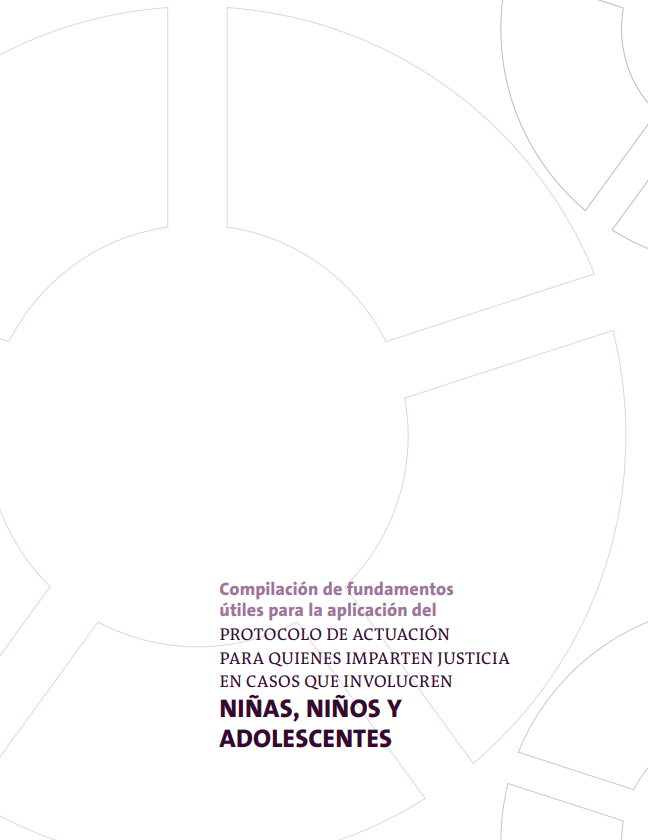 Compilación de fundamentos
útiles para la aplicación del
PROTOCOLO DE ACTUACIÓN
PARA QUIENES IMPARTEN JUSTICIA
EN CASOS QUE INVOLUCREN
NIÑAS, NIÑOS Y
ADOLESCENTES